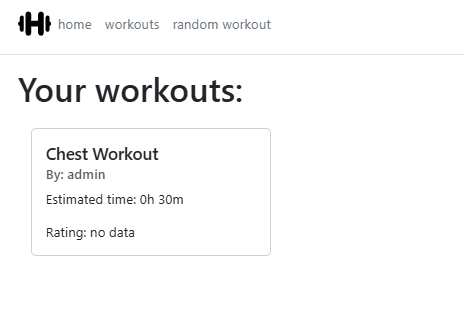 home workouts random workout
Your workouts:
Chest Workout
By: admin
Estimated time: 0h 30m
Rating: no data